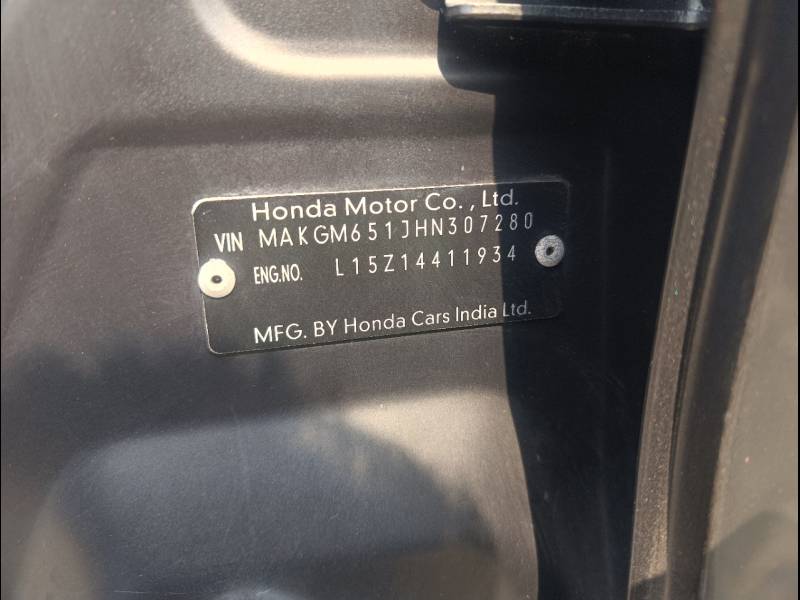 Honda Motor Co., Ltd.
VIN MAKGM651JHN307280
ENG.NO. L15Z14411934
MFG. BY Honda Cars India Ltd.